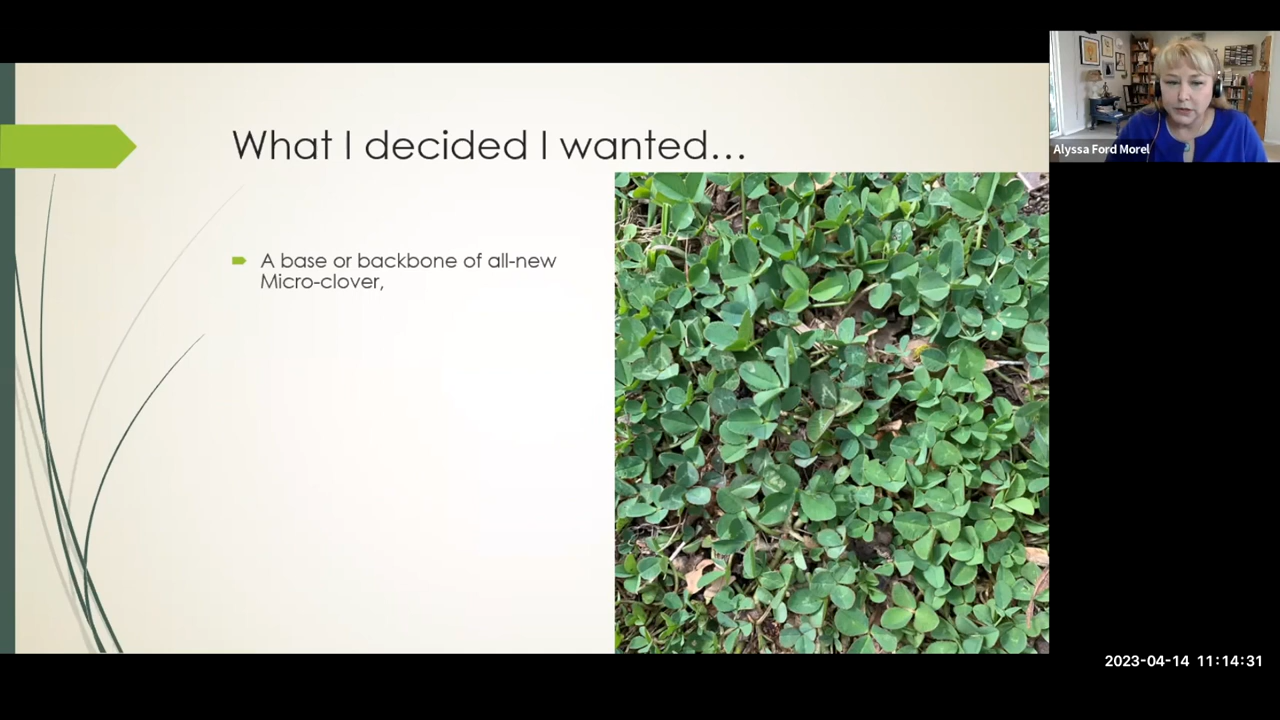 What I decided I wanted…
A base or backbone of all-new
Micro-clover,
Alyssa Ford Morel
2023-04-14 11:14:31